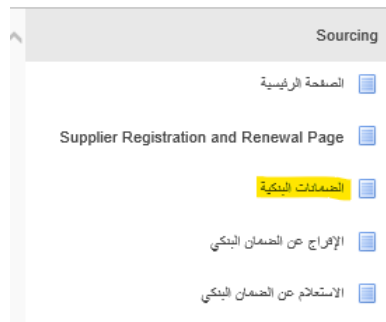 Sourcing
الصفحة الرئيسية
Supplier Registration and Renewal Page
الضمانات البنكية
الإفراج عن الضمان البنكي
الاستعلام عن الضمان البنكي